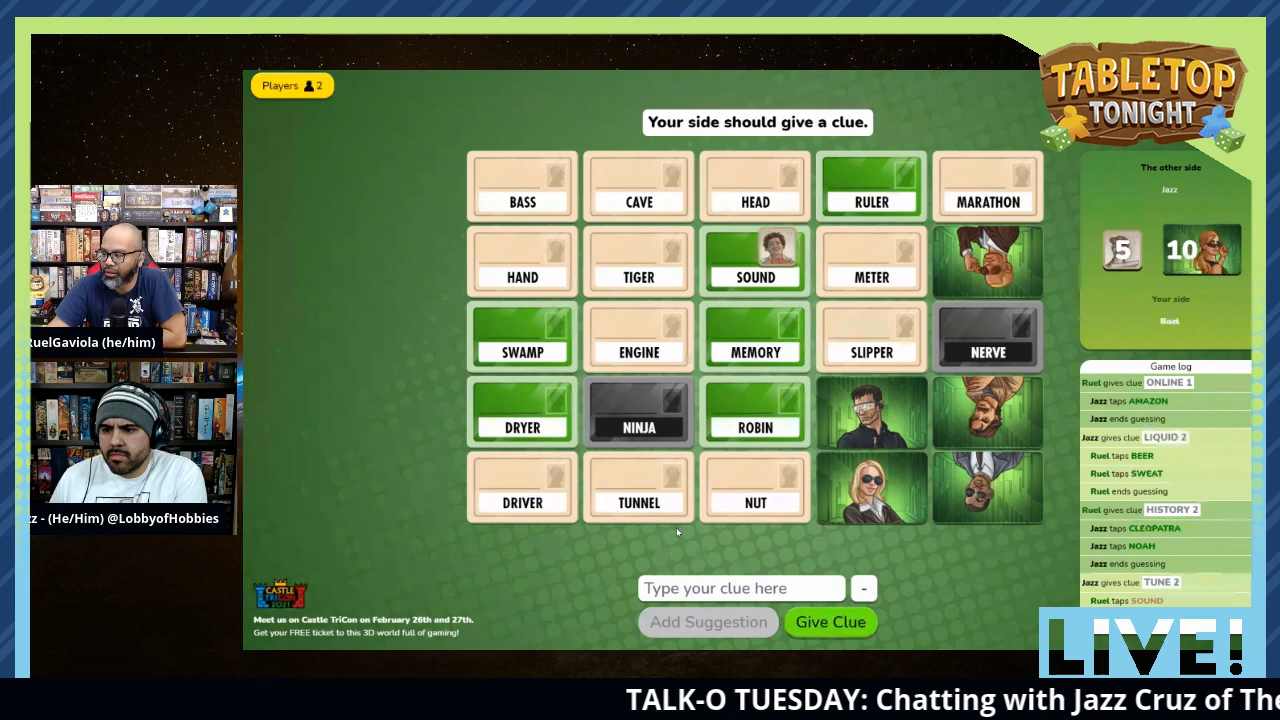 Players 2
TABLETOP
TONIGHT
Your side should give a clue.
BASS
CAVE
HEAD
RULER
MARATHON
HAND
TIGER
SOUND
METER
SWAMP
ENGINE
MEMORY
SLIPPER
NERVE
DRYER
NINJA
ROBIN
DRIVER
TUNNEL
NUT
The other side
Jazz
5
10
Your side
Ruel
Game log
Ruel gives clue ONLINE 1
Jazz taps AMAZON
Jazz ends guessing
Jazz gives clue LIQUID 2
Ruel taps BEER
Ruel taps SWEAT
Ruel ends guessing
Ruel gives clue HISTORY 2
Jazz taps CLEOPATRA
Jazz taps NOAH
Jazz ends guessing
Jazz gives clue TUNE 2
Ruel taps SOUND
RuelGaviola (he/him)
zz - (He/Him) @LobbyofHobbies
Type your clue here
-
Add Suggestion
Give Clue
CASTLE
TRICON
2021
Meet us on Castle TriCon on February 26th and 27th.
Get your FREE ticket to this 3D world full of gaming!
LIVE!
TALK-O TUESDAY: Chatting with Jazz Cruz of The